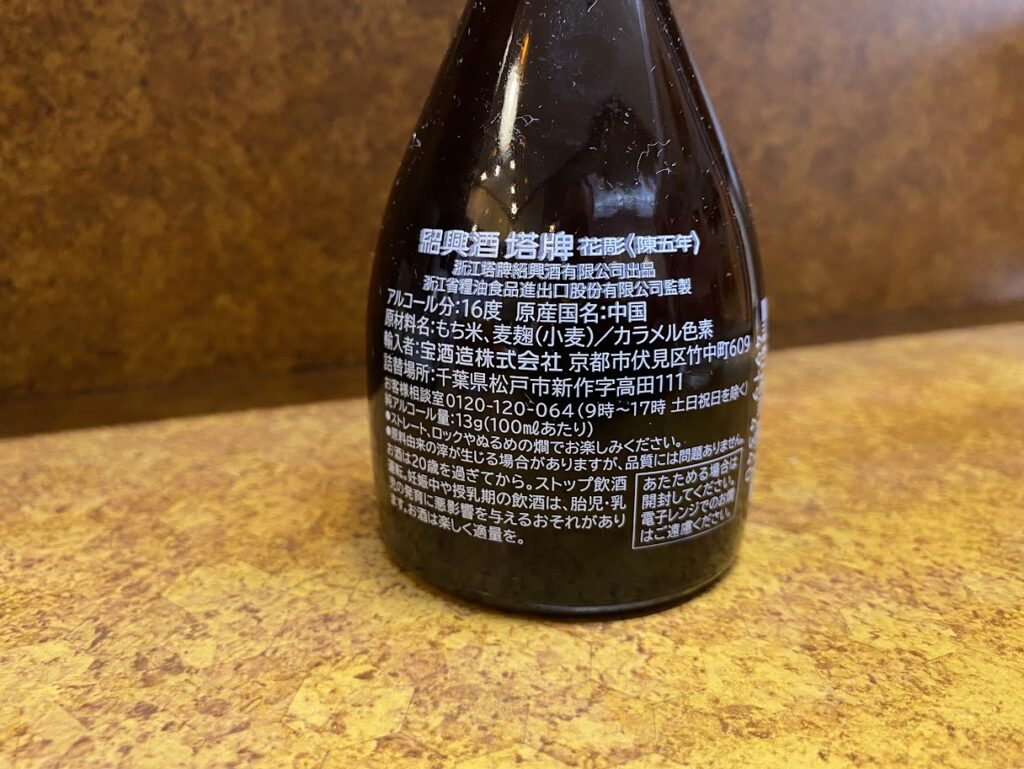 紹興酒 塔牌 花彫《陳五年》
浙江塔牌紹興酒有限公司出品
浙江省糧油食品進出口股份有限公司監製
アルコール分:16度 原産国名:中国
原材料名:もち米、麦麹(小麦)/カラメル色素
輸入者:宝酒造株式会社 京都市伏見区竹中町609
詰替場所:千葉県松戸市新作字高田111
お客様相談室0120-120-064(9時~17時 土日祝日を除く)
純アルコール量:13g(100mlあたり)
●ストレート、ロックやぬるめの燗でお楽しみください。
●原料由来の滓が生じる場合がありますが、品質には問題ありません。
お酒は20歳を過ぎてから。ストップ飲酒
運転。妊娠中や授乳期の飲酒は、胎児・乳
児の発育に悪影響を与えるおそれがあり
ます。お酒は楽しく適量を。
あたためる場合は
開封してください。
電子レンジでのお燗
はご遠慮ください。